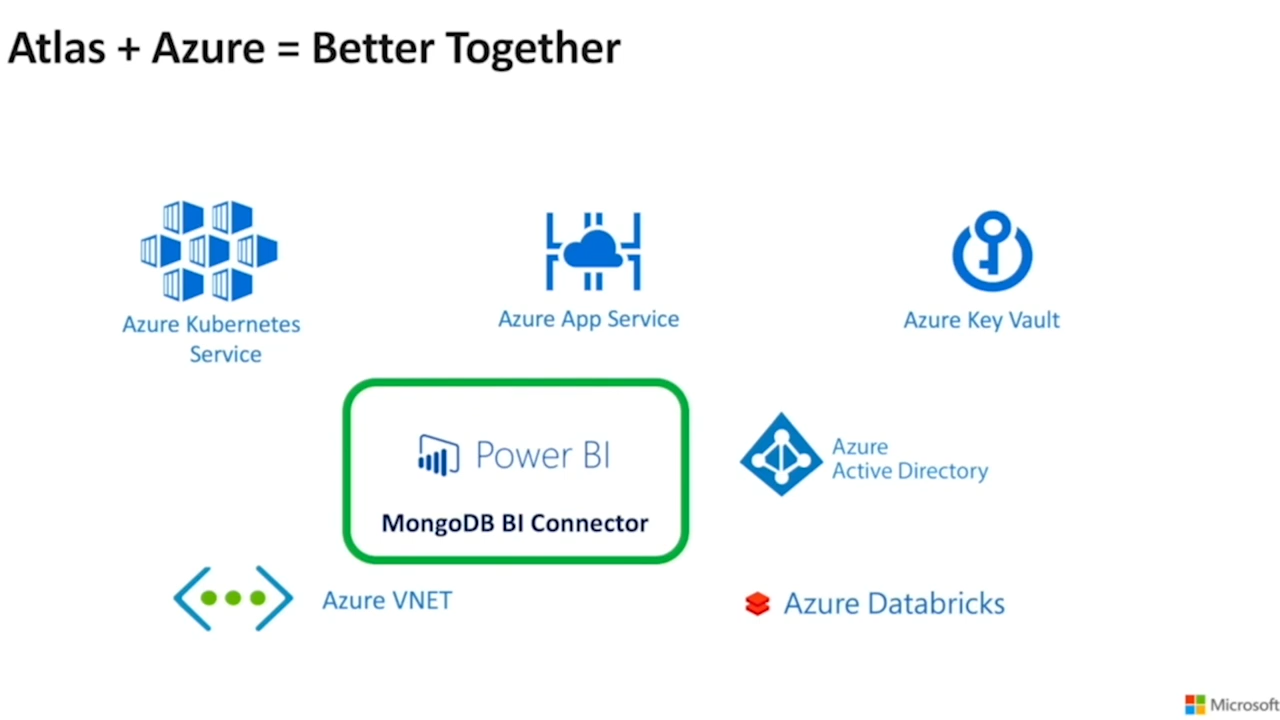 Atlas + Azure = Better Together
Azure Kubernetes
Service
Azure App Service
Azure Key Vault
Power BI
MongoDB BI Connector
Azure
Active Directory
Azure VNET
Azure Databricks
Microsoft